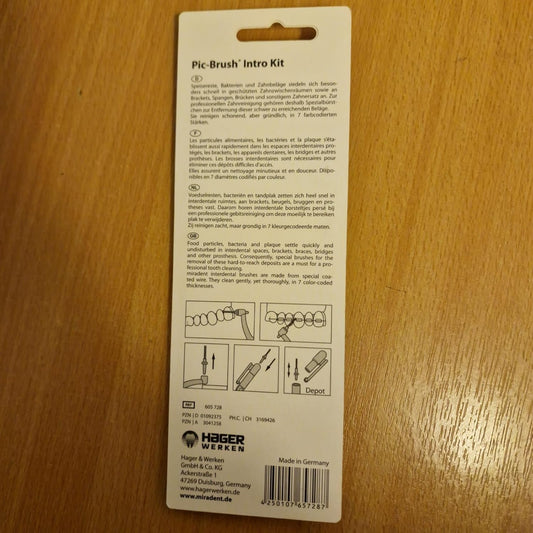 Pic-Brush® Intro Kit
D
Speisereste, Bakterien und Zahnbeläge siedeln sich beson-
ders schnell in geschützten Zahnzwischenräumen sowie an
Brackets, Spangen, Brücken und sonstigem Zahnersatz an. Zur
professionellen Zahnreinigung gehören deshalb Spezialbürst-
chen zur Entfernung dieser schwer zu erreichenden Beläge.
Sie reinigen schonend, aber gründlich, in 7 farbcodierten
Stärken.
F
Les particules alimentaires, les bactéries et la plaque s'éta-
blissent aussi rapidement dans les espaces interdentaires pro-
tégés, les brackets, les appareils dentaires, les bridges et autres
prothèses. Les brosses interdentaires sont nécessaires pour
éliminer ces dépôts difficiles d'accès.
Elles assurent un nettoyage minutieux et en douceur. Dispo-
nibles en 7 diamètres codifiés par couleur.
NL
Voedselresten, bacteriën en tandplak zetten zich heel snel in
interdentale ruimtes, aan brackets, beugels, bruggen en pro-
theses vast. Daarom horen interdentale borsteltjes persé bij
een professionele gebitsreiniging om deze moeilijk te bereiken
plak te verwijderen.
Zij reinigen zacht, maar grondig in 7 kleurgecodeerde maten.
GB
Food particles, bacteria and plaque settle quickly and
undisturbed in interdental spaces, brackets, braces, bridges
and other prosthesis. Consequently, special brushes for the
removal of these hard-to-reach deposits are a must for a pro-
fessional tooth cleaning.
miradent interdental brushes are made from special coa-
ted wire. They clean gently, yet thoroughly, in 7 color-coded
thicknesses.
Depot
REF 605 728
PZN | D 01092375 PH.C. | CH 3169426
PZN | A 3041258
HAGER
WERKEN
Hager & Werken
GmbH & Co. KG
Ackerstraße 1
47269 Duisburg, Germany
www.hagerwerken.de
www.miradent.de
Made in Germany
4 250107 657287